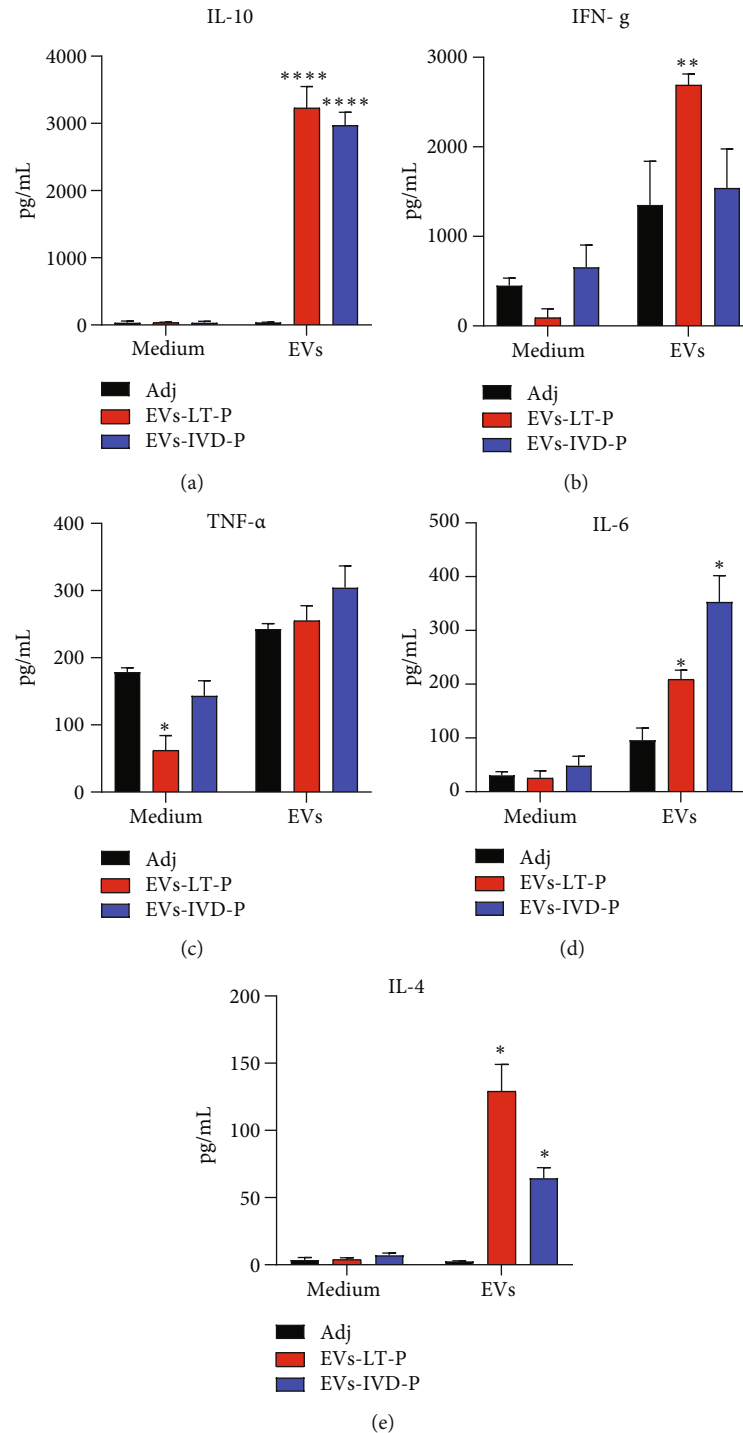 IL-10
pg/mL
4000
3000
2000
1000
0
****
****
Medium
EVs
Adj
EVs-LT-P
EVs-IVD-P
(a)
IFN- g
pg/mL
3000
2000
1000
0
**
Medium
EVs
Adj
EVs-LT-P
EVs-IVD-P
(b)
TNF-α
pg/mL
400
300
200
100
0
*
Medium
EVs
Adj
EVs-LT-P
EVs-IVD-P
(c)
IL-6
pg/mL
500
400
300
200
100
0
*
*
Medium
EVs
Adj
EVs-LT-P
EVs-IVD-P
(d)
IL-4
pg/mL
200
150
100
50
0
*
*
Medium
EVs
Adj
EVs-LT-P
EVs-IVD-P
(e)